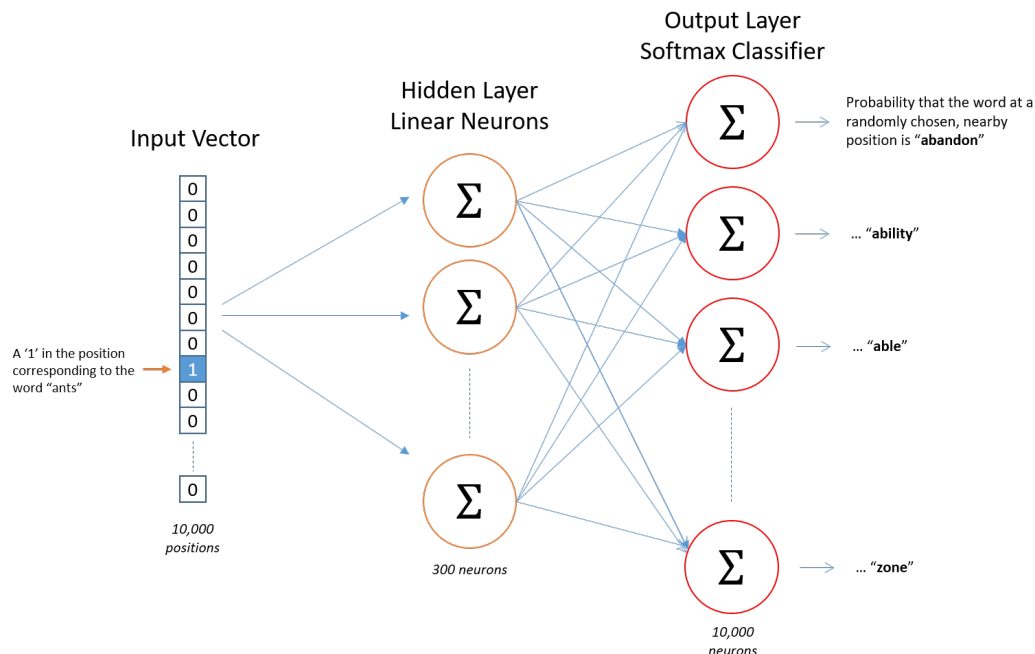 Output Layer
Softmax Classifier
Hidden Layer
Linear Neurons
Input Vector
0
0
0
0
0
0
0
1
0
0
0
A ‘1’ in the position
corresponding to the
word “ants”
10,000
positions
Σ
Σ
Σ
300 neurons
Σ
Σ
Σ
Σ
10,000
neurons
Probability that the word at a
randomly chosen, nearby
position is “abandon”
... “ability”
... “able”
... “zone”